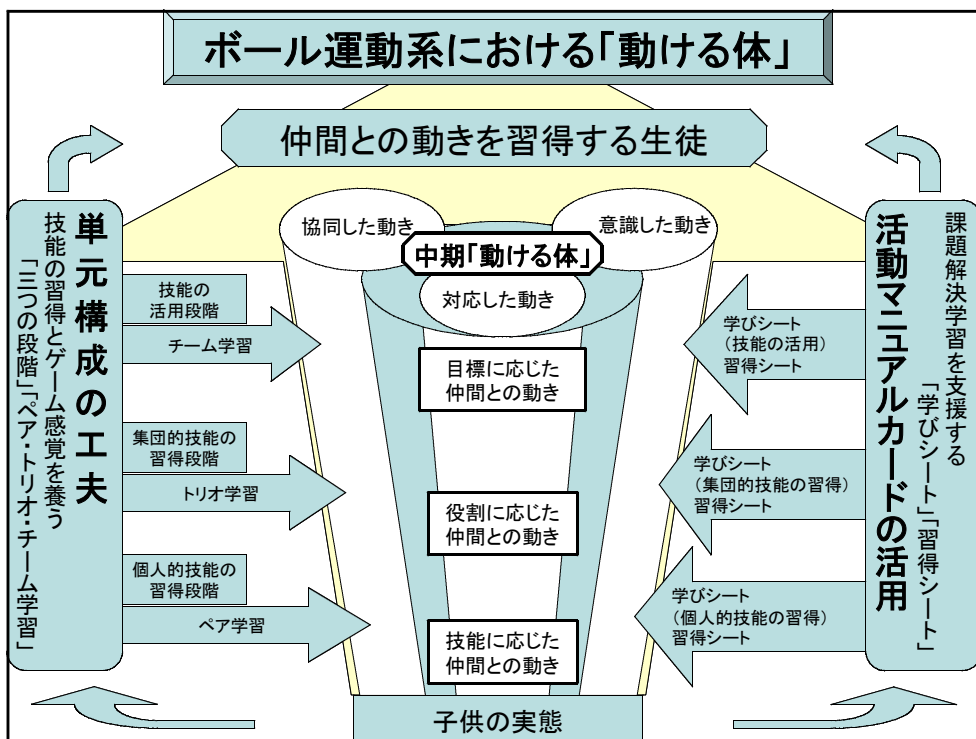 ボール運動系における「動ける体」
仲間との動きを習得する生徒
単元構成の工夫
技能の習得とゲーム感覚を養う
「三つの段階」「ペア・トリオ・チーム学習」
技能の
活用段階
チーム学習
集団的技能の
習得段階
トリオ学習
個人的技能の
習得段階
ペア学習
協同した動き
意識した動き
中期「動ける体」
対応した動き
目標に応じた
仲間との動き
役割に応じた
仲間との動き
技能に応じた
仲間との動き
子供の実態
学びシート
（技能の活用）
習得シート
学びシート
（集団的技能の習得）
習得シート
学びシート
（個人的技能の習得）
習得シート
課題解決学習を支援する
「学びシート」「習得シート」
活動マニュアルカードの活用